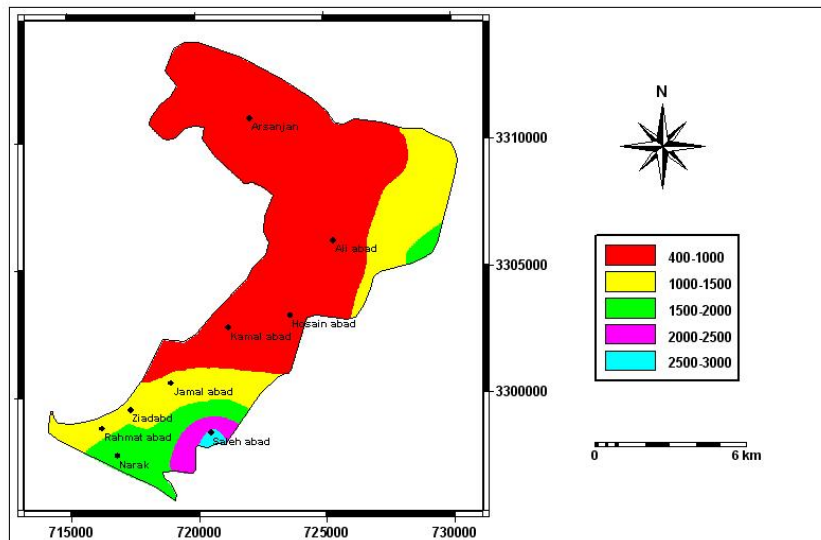 N
3310000
Arsanjan
Ali abad
3305000
400-1000
1000-1500
1500-2000
2000-2500
2500-3000
Hosain abad
Kamal abad
3300000
Jamal abad
Ziadabd
Rahmat abad
Saleh abad
Narak
0 6 km
715000 720000 725000 730000